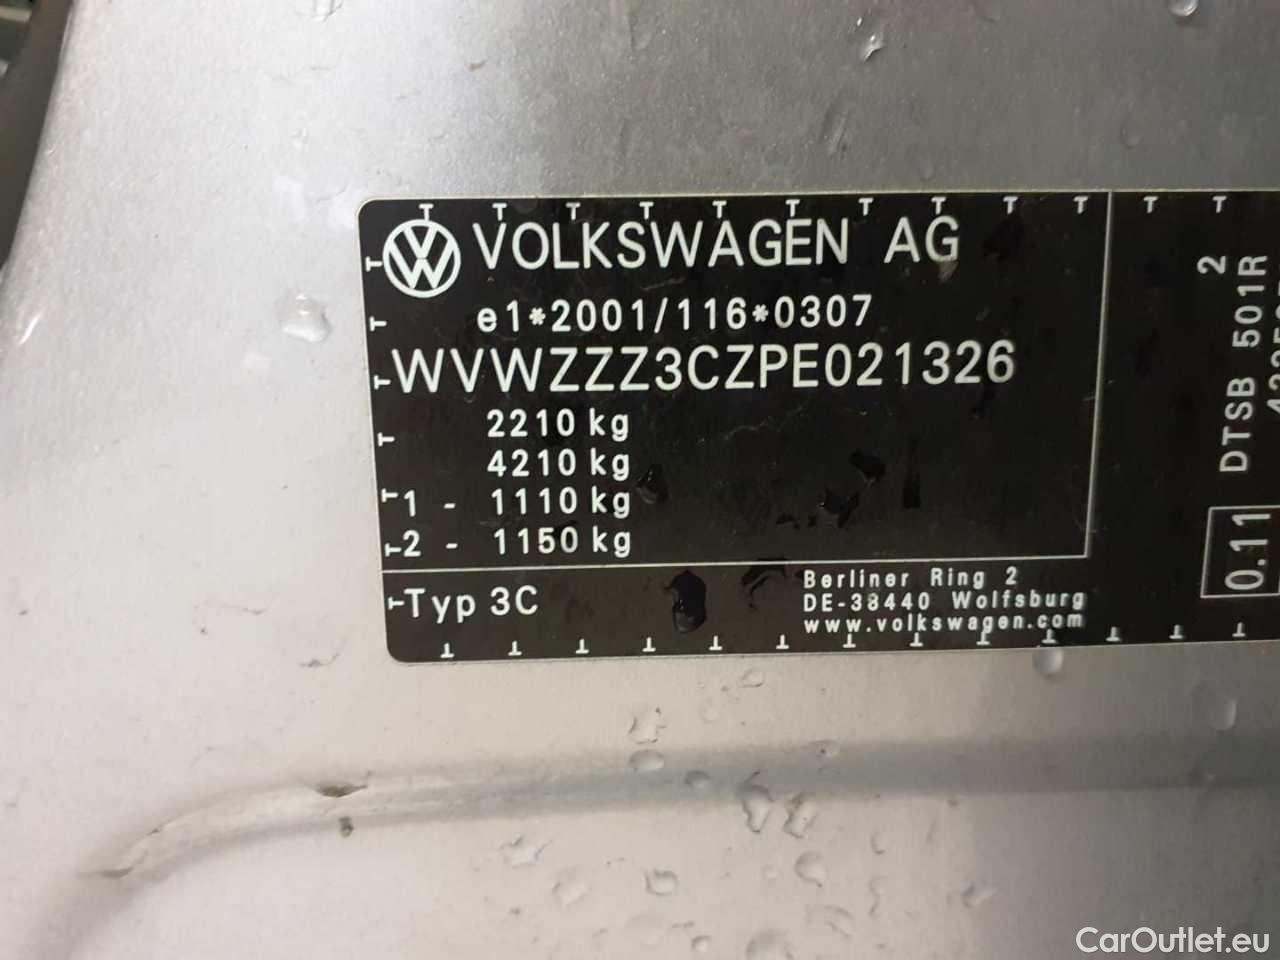 VOLKSWAGEN AG
e1*2001/116*0307
WVWZZZ3CZPE021326
2210 kg
4210 kg
1 - 1110 kg
2 - 1150 kg
Typ 3C
Berliner Ring 2
DE-38440 Wolfsburg
www.volkswagen.com
2
DTSB 501R
0.11
CarOutlet.eu